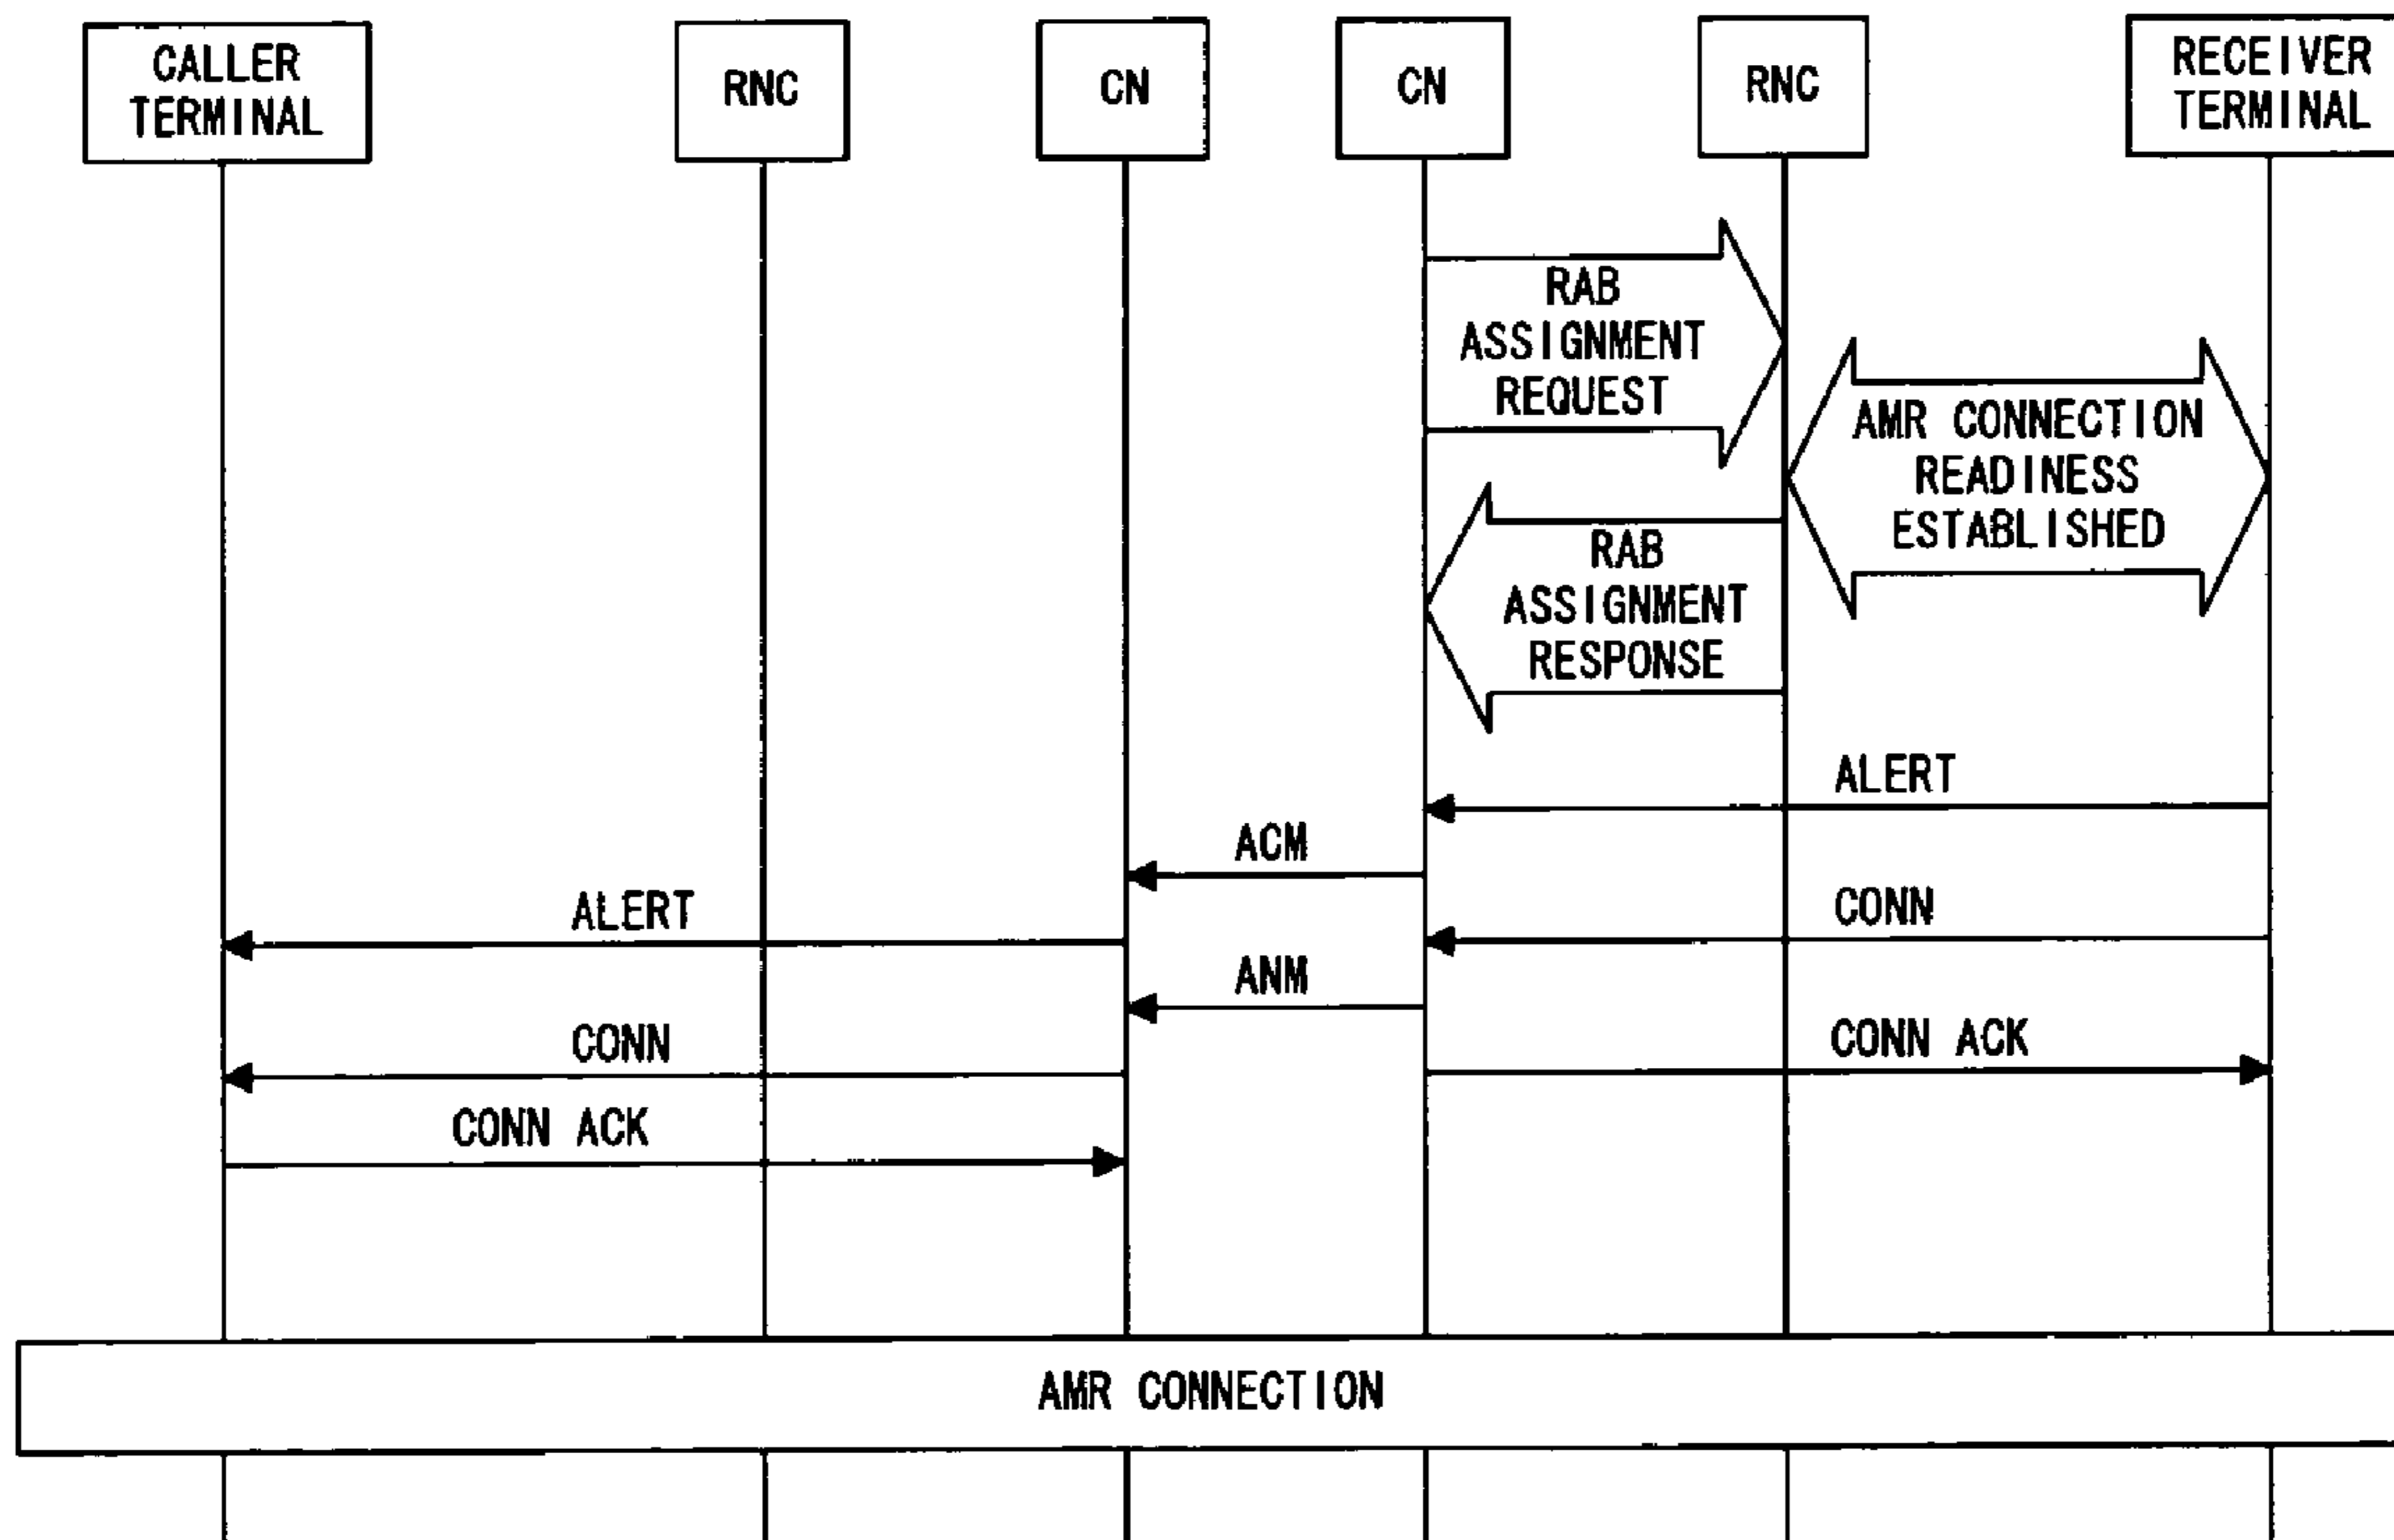 CALLER
TERMINAL
RNC
CN
CN
RNC
RECEIVER
TERMINAL
RAB
ASSIGNMENT
REQUEST
AMR CONNECTION
READINESS
ESTABLISHED
RAB
ASSIGNMENT
RESPONSE
ALERT
ACM
ALERT
CONN
ANM
CONN
CONN ACK
CONN ACK
AMR CONNECTION